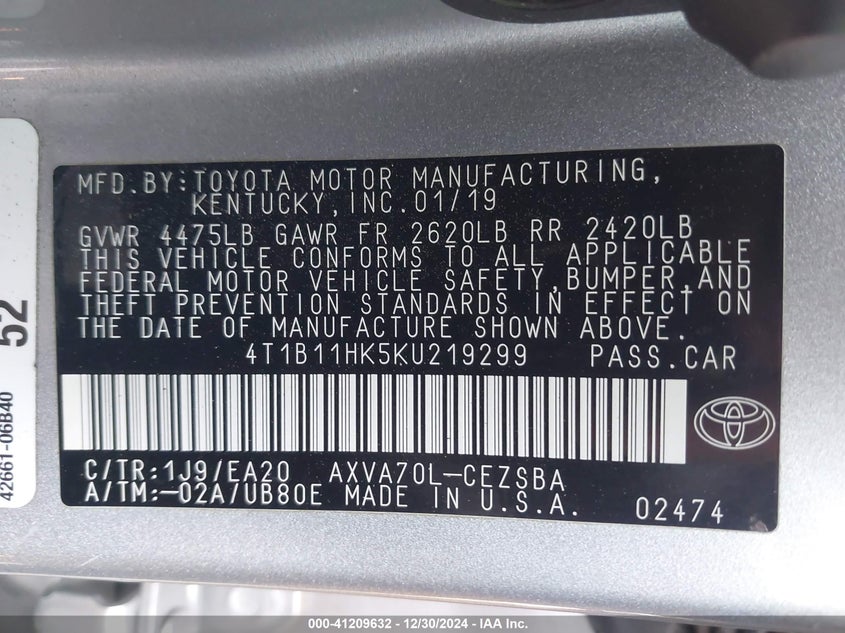 MFD.BY:TOYOTA MOTOR MANUFACTURING,
KENTUCKY,INC.01/19
GVWR 4475LB GAWR FR 2620LB RR 2420LB
THIS VEHICLE CONFORMS TO ALL APPLICABLE
FEDERAL MOTOR VEHICLE SAFETY,BUMPER,AND
THEFT PREVENTION STANDARDS IN EFFECT ON
THE DATE OF MANUFACTURE SHOWN ABOVE.
4T1B11HK5KU219299 PASS.CAR
C/TR:1J9/EA20 AXVA70L-CEZSBA
A/TM:-02A/UB80E MADE IN U.S.A. 02474
52
42661-06B40
000-41209632 - 12/30/2024 - IAA Inc.